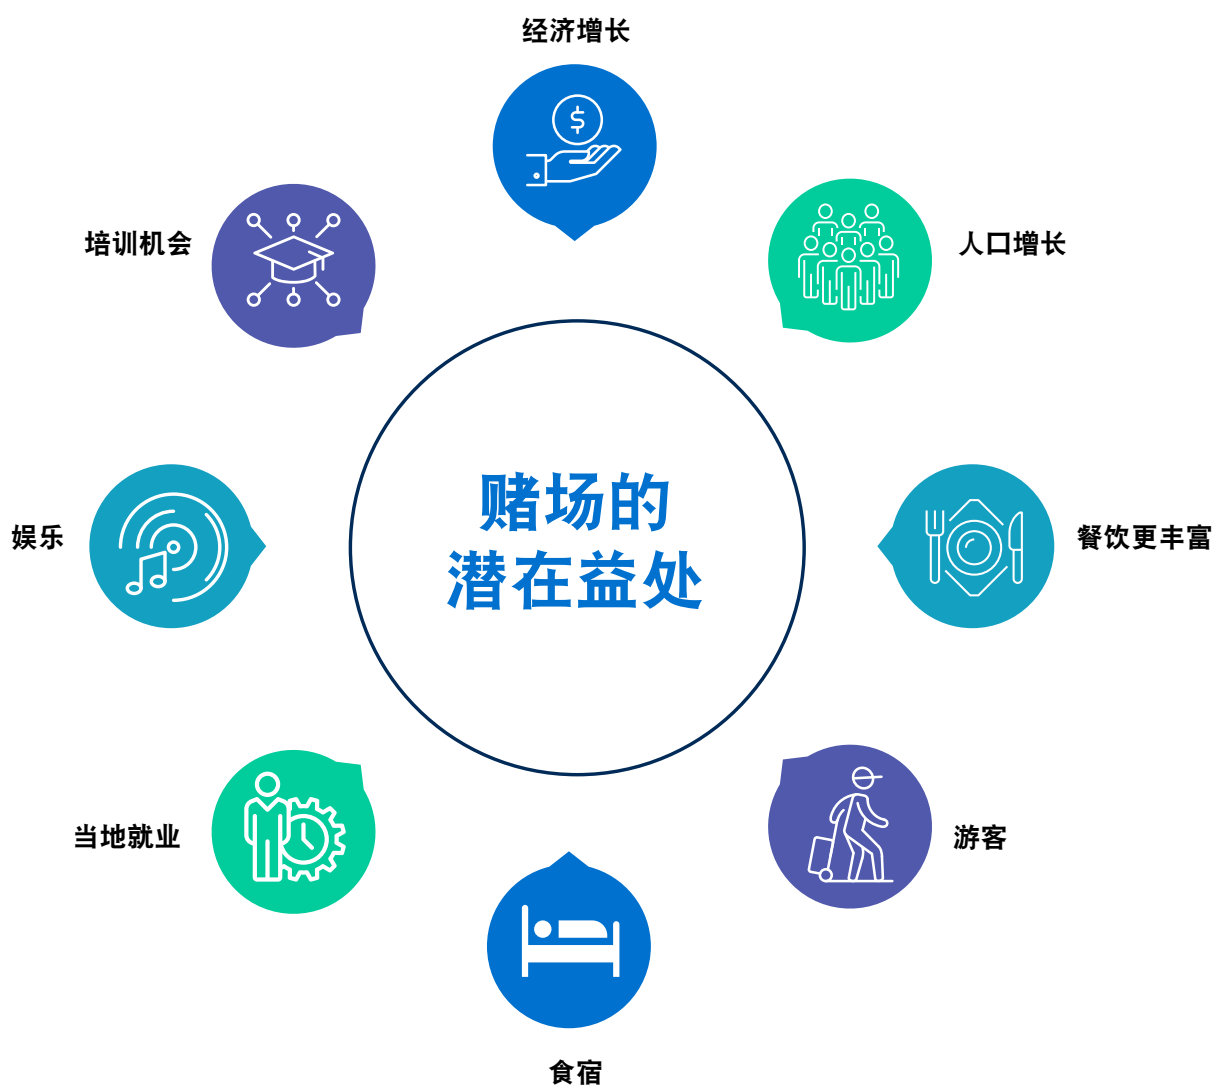 经济增长
培训机会
人口增长
赌场的
潜在益处
娱乐
餐饮更丰富
当地就业
游客
食宿